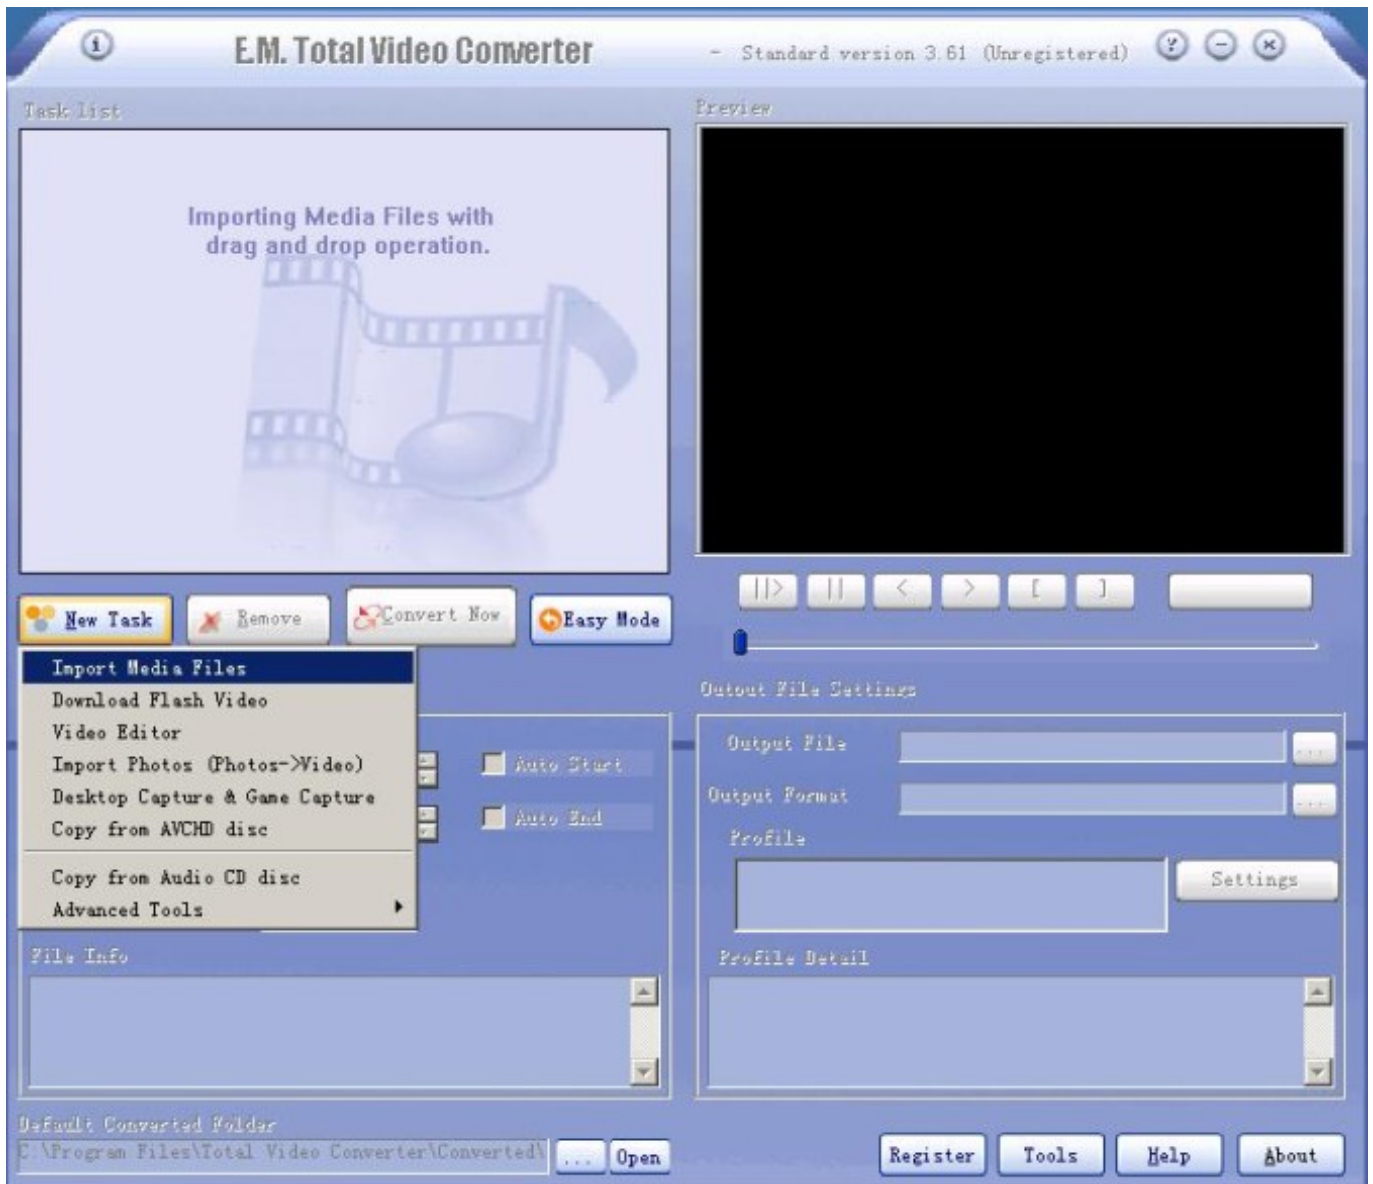 E.M. Total Video Converter - Standard version 3.61 (Unregistered)
Task list
Preview
Importing Media Files with
drag and drop operation.
||> || < > [ ]
New Task Remove Convert Now Easy Mode
Import Media Files
Download Flash Video
Video Editor
Import Photos (Photos->Video)
Desktop Capture & Game Capture
Copy from AVCHD disc
Copy from Audio CD disc
Advanced Tools
Auto Start
Auto End
File Info
Outout File Settings
Output File ...
Output Format ...
Profile
Settings
Profile Detail
Default Converted Folder
C:\Program Files\Total Video Converter\Converted\ ... Open
Register Tools Help About